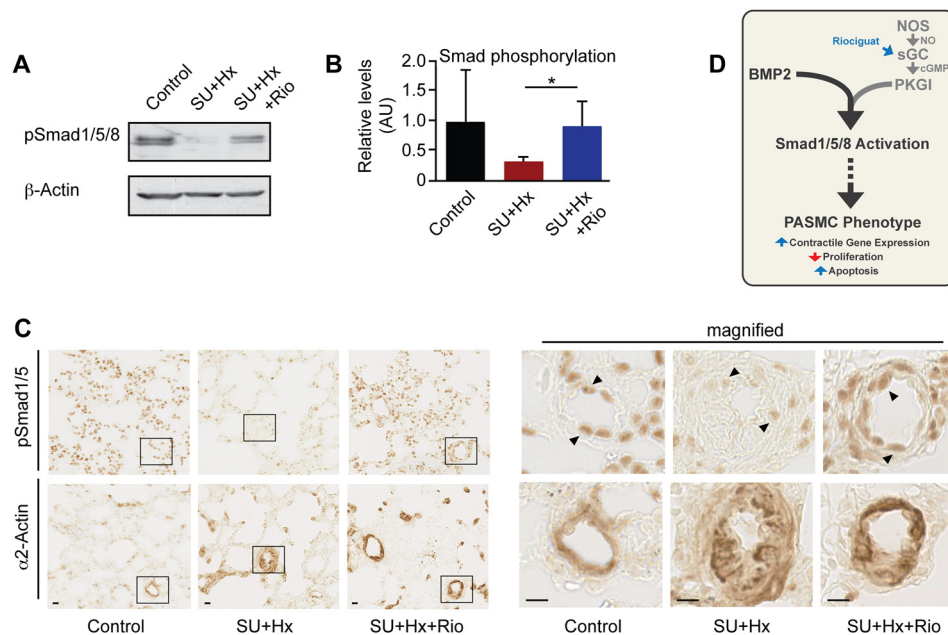 A
Control
SU+Hx
SU+Hx
+Rio
pSmad1/5/8
β-Actin
B
Smad phosphorylation
Relative levels
(AU)
2.0
1.5
1.0
0.5
0
*
Control
SU+Hx
SU+Hx
+Rio
D
NOS
NO
Riociguat
sGC
cGMP
BMP2
PKGI
Smad1/5/8 Activation
PASMC Phenotype
Contractile Gene Expression
Proliferation
Apoptosis
C
magnified
pSmad1/5
α2-Actin
Control
SU+Hx
SU+Hx+Rio
Control
SU+Hx
SU+Hx+Rio